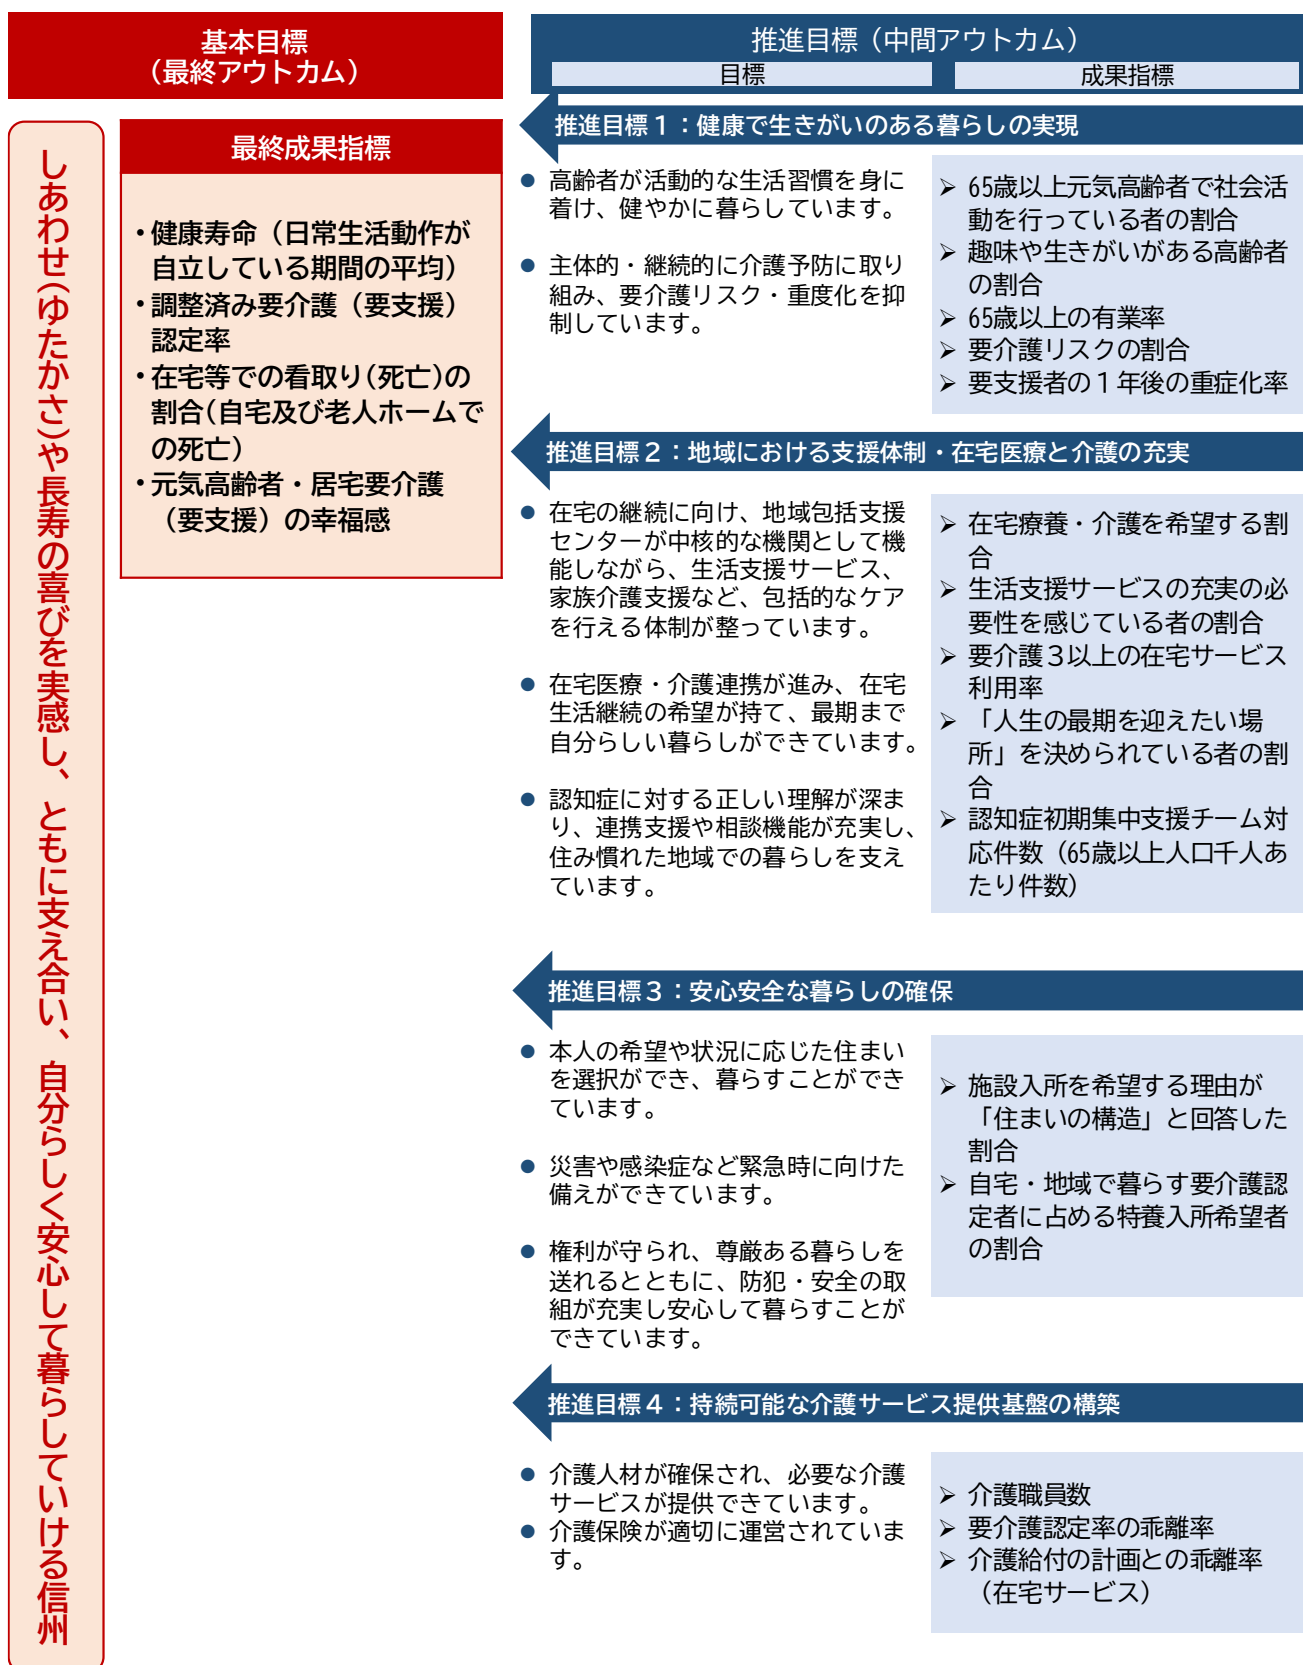 基本目標
（最終アウトカム）
しあわせ(ゆたかさ)や長寿の喜びを実感し、ともに支え合い、自分らしく安心して暮らしていける信州
最終成果指標
・健康寿命（日常生活動作が
自立している期間の平均）
・調整済み要介護（要支援）
認定率
・在宅等での看取り(死亡)の
割合(自宅及び老人ホームで
の死亡）
・元気高齢者・居宅要介護
（要支援）の幸福感
推進目標（中間アウトカム）
目標
成果指標
推進目標１：健康で生きがいのある暮らしの実現
● 高齢者が活動的な生活習慣を身に
着け、健やかに暮らしています。
● 主体的・継続的に介護予防に取り
組み、要介護リスク・重度化を抑
制しています。
➢ 65歳以上元気高齢者で社会活
動を行っている者の割合
➢ 趣味や生きがいがある高齢者
の割合
➢ 65歳以上の有業率
➢ 要介護リスクの割合
➢ 要支援者の１年後の重症化率
推進目標２：地域における支援体制・在宅医療と介護の充実
● 在宅の継続に向け、地域包括支援
センターが中核的な機関として機
能しながら、生活支援サービス、
家族介護支援など、包括的なケア
を行える体制が整っています。
● 在宅医療・介護連携が進み、在宅
生活継続の希望が持て、最期まで
自分らしい暮らしができています。
● 認知症に対する正しい理解が深ま
り、連携支援や相談機能が充実し、
住み慣れた地域での暮らしを支え
ています。
➢ 在宅療養・介護を希望する割
合
➢ 生活支援サービスの充実の必
要性を感じている者の割合
➢ 要介護３以上の在宅サービス
利用率
➢ 「人生の最期を迎えたい場
所」を決められている者の割
合
➢ 認知症初期集中支援チーム対
応件数（65歳以上人口千人あ
たり件数）
推進目標３：安心安全な暮らしの確保
● 本人の希望や状況に応じた住まい
を選択ができ、暮らすことができ
ています。
● 災害や感染症など緊急時に向けた
備えができています。
● 権利が守られ、尊厳ある暮らしを
送れるとともに、防犯・安全の取
組が充実し安心して暮らすことが
できています。
➢ 施設入所を希望する理由が
「住まいの構造」と回答した
割合
➢ 自宅・地域で暮らす要介護認
定者に占める特養入所希望者
の割合
推進目標４：持続可能な介護サービス提供基盤の構築
● 介護人材が確保され、必要な介護
サービスが提供できています。
● 介護保険が適切に運営されていま
す。
➢ 介護職員数
➢ 要介護認定率の乖離率
➢ 介護給付の計画との乖離率
（在宅サービス）